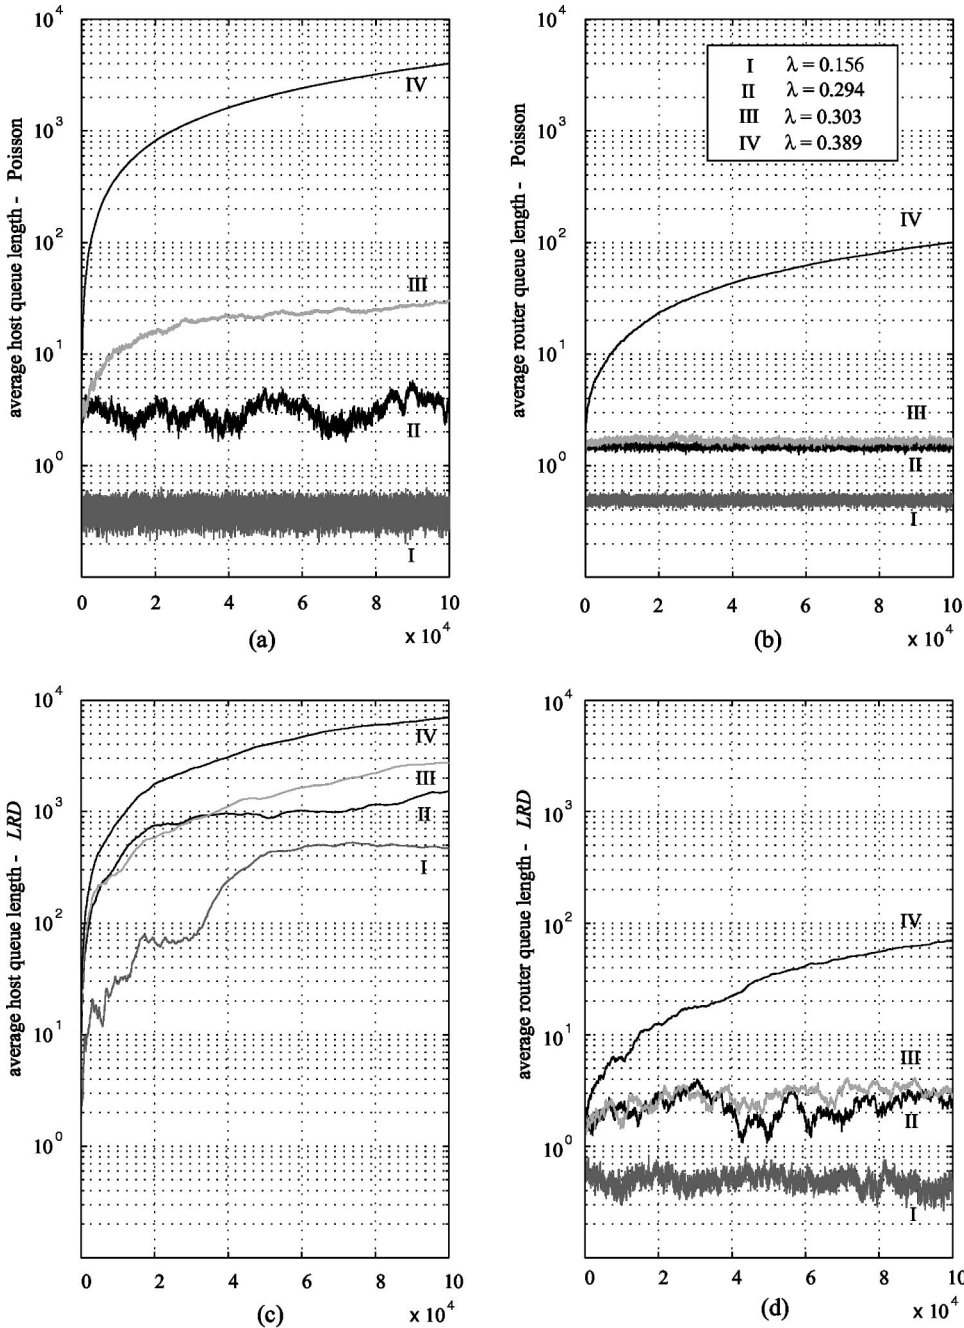 average host queue length - Poisson
10^4
10^3
10^2
10^1
10^0
IV
III
II
I
0 2 4 6 8 10
x 10^4
(a)
average router queue length - Poisson
10^4
10^3
10^2
10^1
10^0
I λ = 0.156
II λ = 0.294
III λ = 0.303
IV λ = 0.389
IV
III
II
I
0 2 4 6 8 10
x 10^4
(b)
average host queue length - LRD
10^4
10^3
10^2
10^1
10^0
IV
III
II
I
0 2 4 6 8 10
x 10^4
(c)
average router queue length - LRD
10^4
10^3
10^2
10^1
10^0
IV
III
II
I
0 2 4 6 8 10
x 10^4
(d)